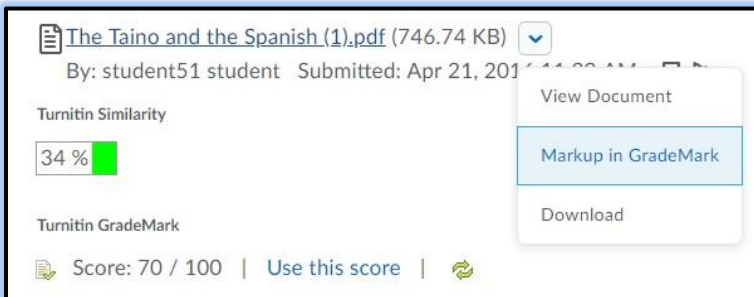 The Taino and the Spanish (1).pdf (746.74 KB)
By: student51 student Submitted: Apr 21,
View Document
Turnitin Similarity
34 %
Markup in GradeMark
Download
Turnitin GradeMark
Score: 70 / 100 | Use this score |